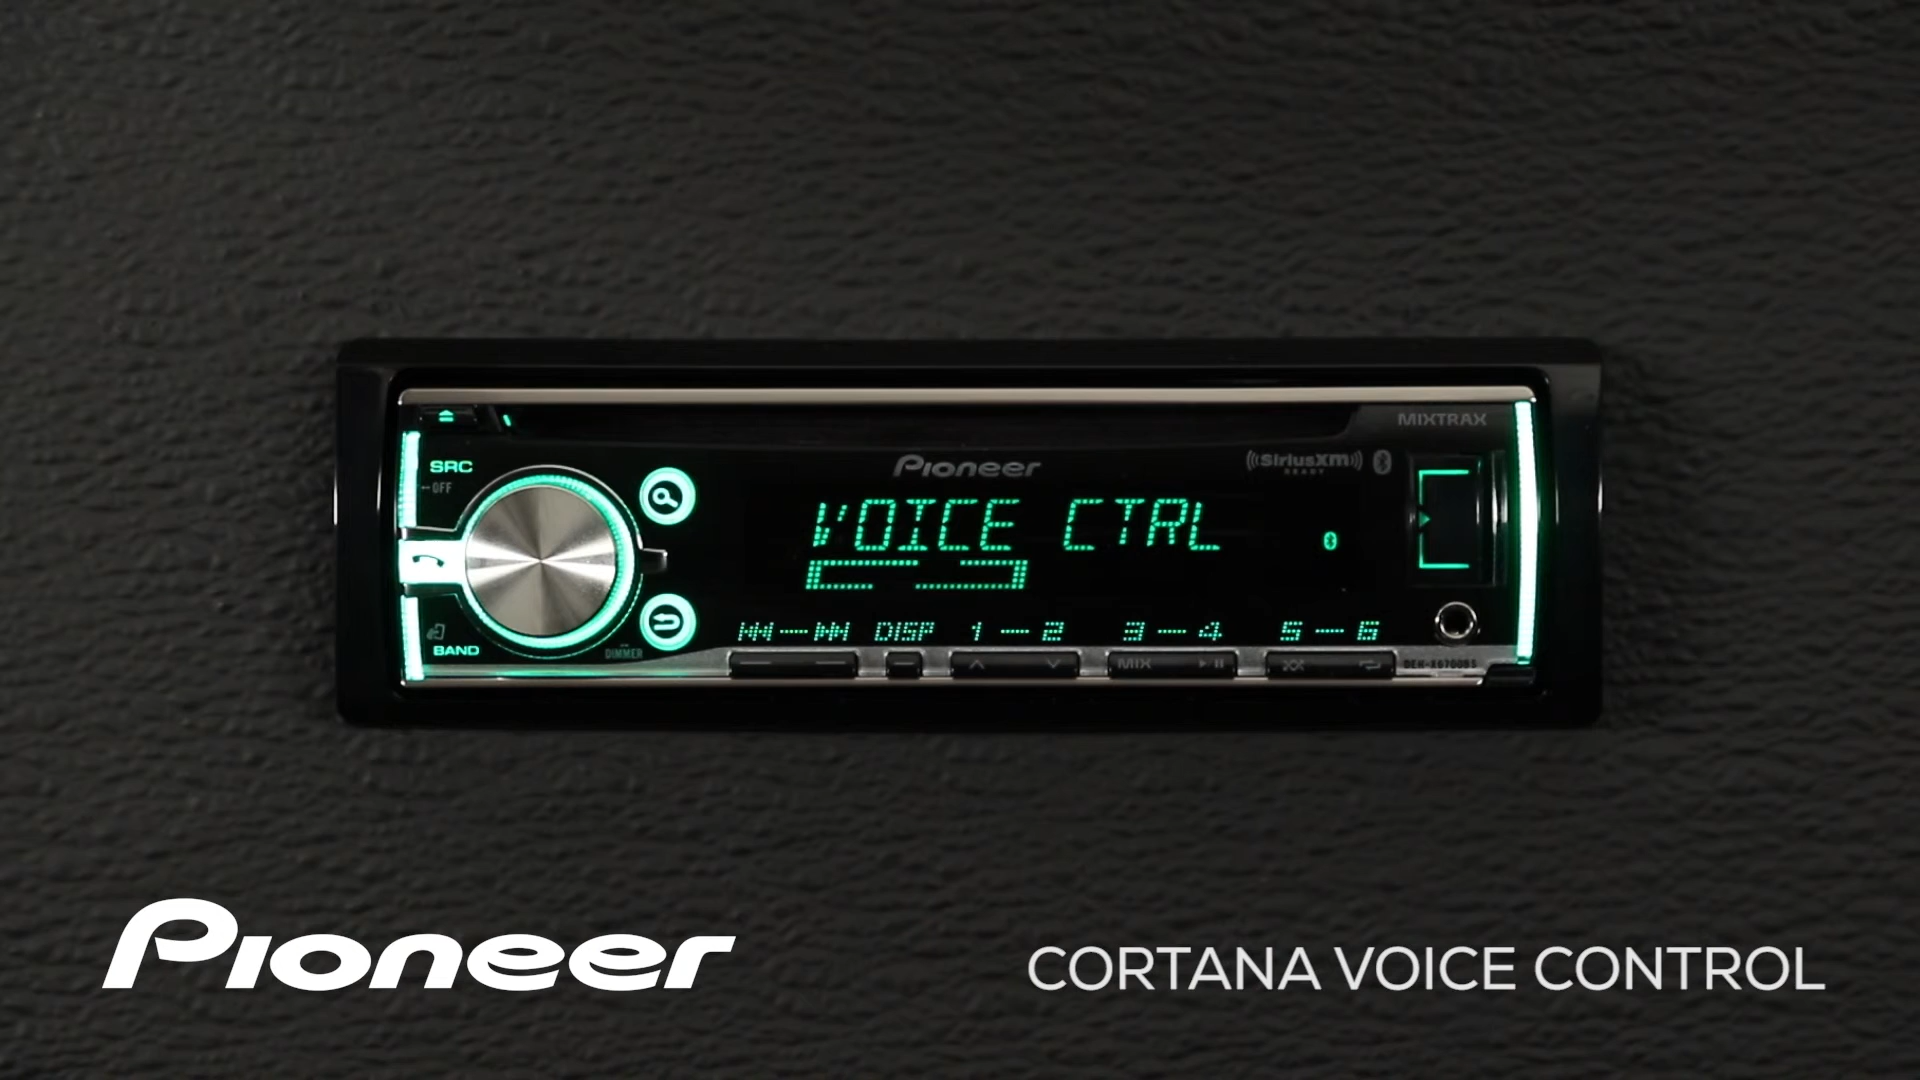 MIXTRAX
SRC
OFF
Pioneer
SiriusXM
READY
VOICE CTRL
BAND
DIMMER
DISP 1 2 3 4 5 6
MIX
Pioneer
CORTANA VOICE CONTROL